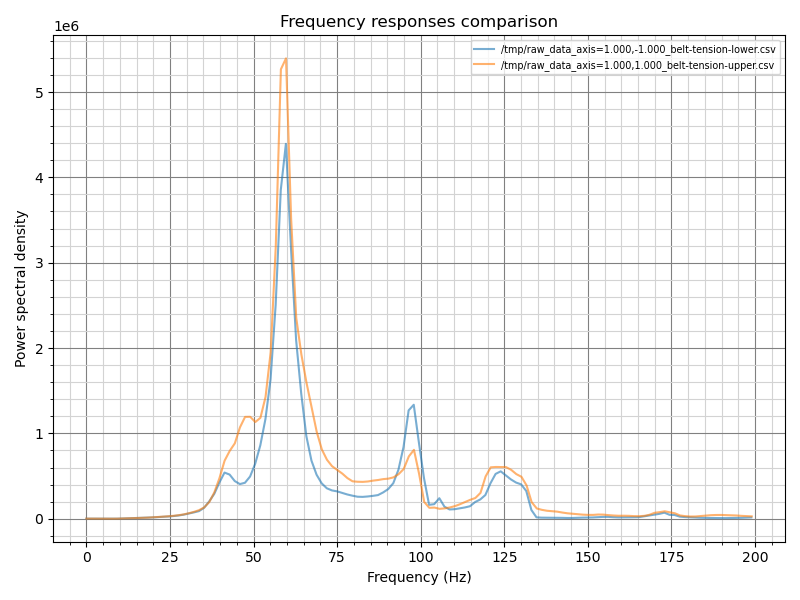 Frequency responses comparison
1e6
/tmp/raw_data_axis=1.000,-1.000_belt-tension-lower.csv
/tmp/raw_data_axis=1.000,1.000_belt-tension-upper.csv
5
4
3
2
1
0
Power spectral density
0 25 50 75 100 125 150 175 200
Frequency (Hz)